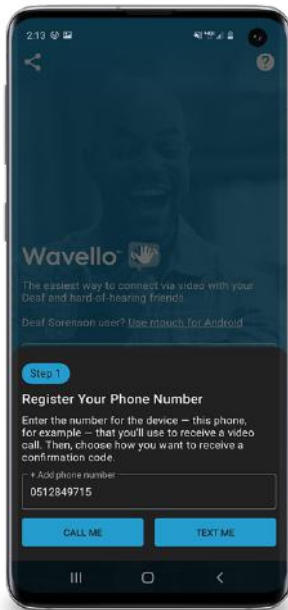 2:13
Wavello™
The easiest way to connect via video with your
Deaf and hard-of-hearing friends.
Deaf Sorenson user? Use ntouch for Android
Step 1
Register Your Phone Number
Enter the number for the device — this phone,
for example — that you'll use to receive a video
call. Then, choose how you want to receive a
confirmation code.
+ Add phone number
0512849715
CALL ME
TEXT ME